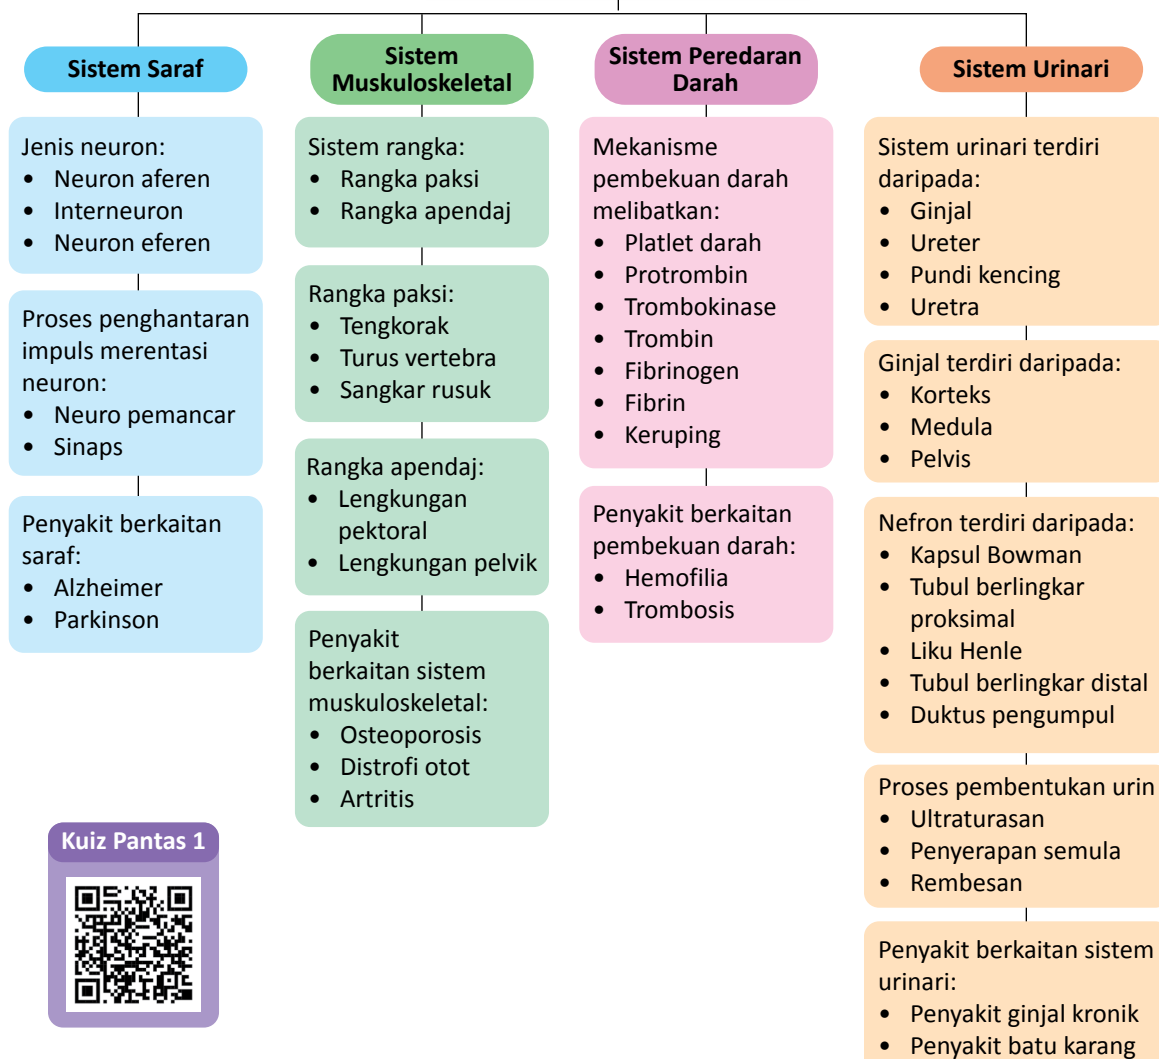 Sistem Saraf
Jenis neuron:
• Neuron aferen
• Interneuron
• Neuron eferen
Proses penghantaran
impuls merentasi
neuron:
• Neuro pemancar
• Sinaps
Penyakit berkaitan
saraf:
• Alzheimer
• Parkinson
Sistem
Muskuloskeletal
Sistem rangka:
• Rangka paksi
• Rangka apendaj
Rangka paksi:
• Tengkorak
• Turus vertebra
• Sangkar rusuk
Rangka apendaj:
• Lengkungan
pektoral
• Lengkungan pelvik
Penyakit
berkaitan sistem
muskuloskeletal:
• Osteoporosis
• Distrofi otot
• Artritis
Sistem Peredaran
Darah
Mekanisme
pembekuan darah
melibatkan:
• Platlet darah
• Protrombin
• Trombokinase
• Trombin
• Fibrinogen
• Fibrin
• Keruping
Penyakit berkaitan
pembekuan darah:
• Hemofilia
• Trombosis
Sistem Urinari
Sistem urinari terdiri
daripada:
• Ginjal
• Ureter
• Pundi kencing
• Uretra
Ginjal terdiri daripada:
• Korteks
• Medula
• Pelvis
Nefron terdiri daripada:
• Kapsul Bowman
• Tubul berlingkar
proksimal
• Liku Henle
• Tubul berlingkar distal
• Duktus pengumpul
Proses pembentukan urin
• Ultraturasan
• Penyerapan semula
• Rembesan
Penyakit berkaitan sistem
urinari:
• Penyakit ginjal kronik
• Penyakit batu karang
Kuiz Pantas 1